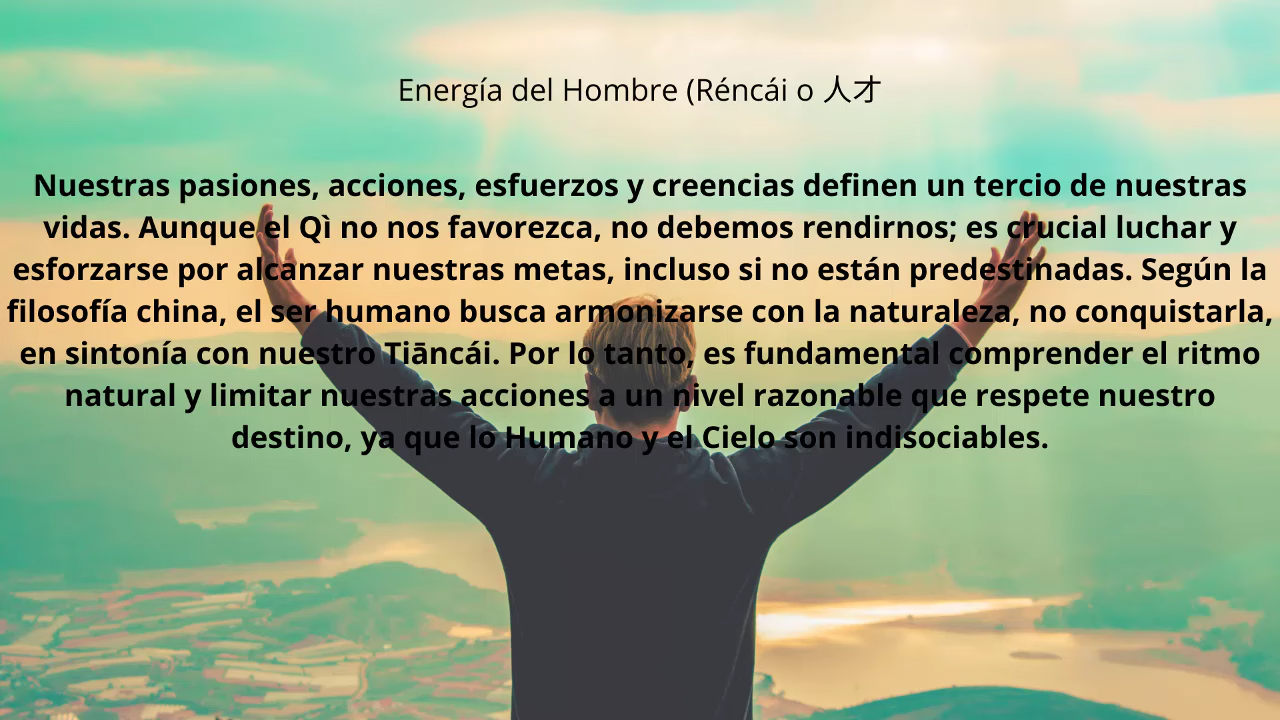 Energía del Hombre (Réncái o 人才
Nuestras pasiones, acciones, esfuerzos y creencias definen un tercio de nuestras
vidas. Aunque el Qì no nos favorezca, no debemos rendirnos; es crucial luchar y
esforzarse por alcanzar nuestras metas, incluso si no están predestinadas. Según la
filosofía china, el ser humano busca armonizarse con la naturaleza, no conquistarla,
en sintonía con nuestro Tiāncái. Por lo tanto, es fundamental comprender el ritmo
natural y limitar nuestras acciones a un nivel razonable que respete nuestro
destino, ya que lo Humano y el Cielo son indisociables.